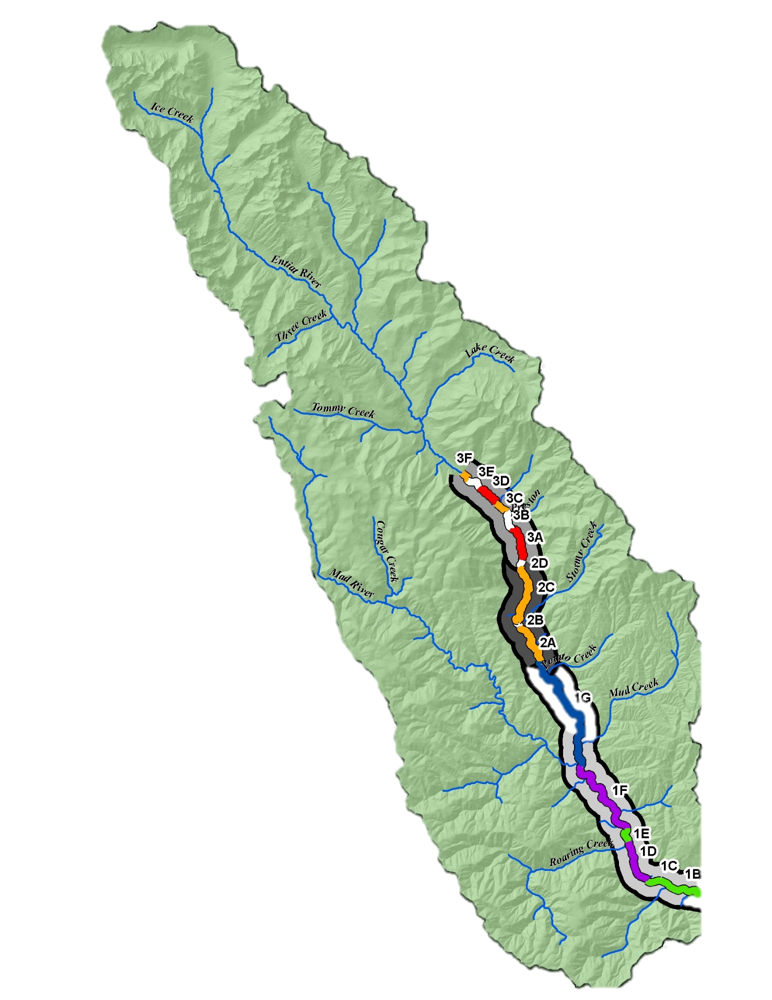 Ice Creek
Entiat River
Three Creek
Lake Creek
Tommy Creek
3F
3E
3D
3C
Preston
3B
Cougar Creek
3A
Stormy Creek
2D
Mad River
2C
2B
2A
Potato Creek
Mud Creek
1G
1F
1E
Roaring Creek
1D
1C
1B